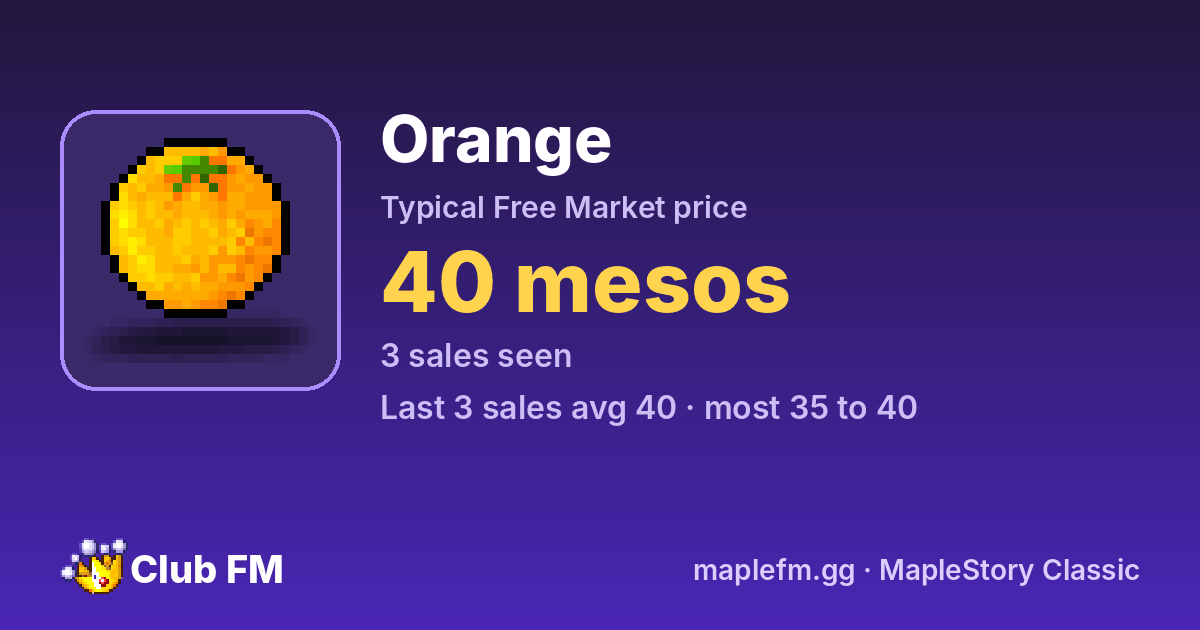 Orange
Typical Free Market price
40 mesos
3 sales seen
Last 3 sales avg 40 · most 35 to 40
Club FM
maplefm.gg · MapleStory Classic